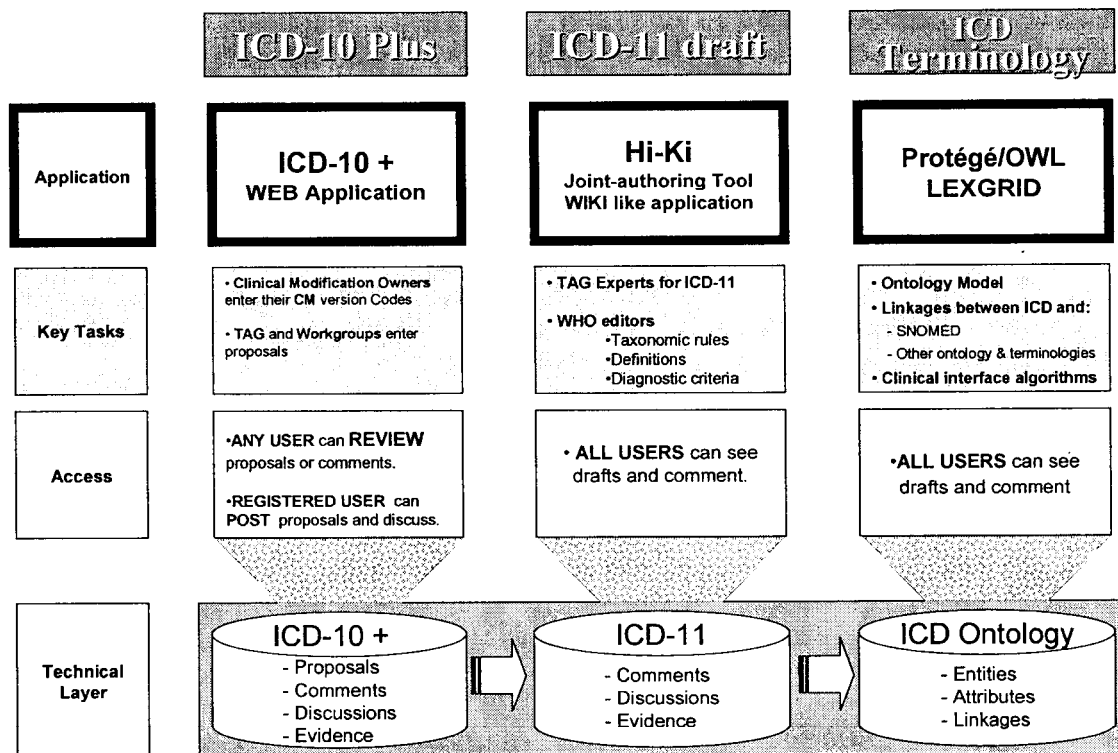 ICD-10 Plus
ICD-11 draft
ICD
Terminology
Application
ICD-10 +
WEB Application
Hi-Ki
Joint-authoring Tool
WIKI like application
Protégé/OWL
LEXGRID
Key Tasks
• Clinical Modification Owners
enter their CM version Codes
• TAG and Workgroups enter
proposals
• TAG Experts for ICD-11
• WHO editors
•Taxonomic rules
•Definitions
•Diagnostic criteria
• Ontology Model
• Linkages between ICD and:
- SNOMED
- Other ontology & terminologies
• Clinical interface algorithms
Access
•ANY USER can REVIEW
proposals or comments.
•REGISTERED USER can
POST proposals and discuss.
• ALL USERS can see
drafts and comment.
•ALL USERS can see
drafts and comment
Technical
Layer
ICD-10 +
- Proposals
- Comments
- Discussions
- Evidence
ICD-11
- Comments
- Discussions
- Evidence
ICD Ontology
- Entities
- Attributes
- Linkages